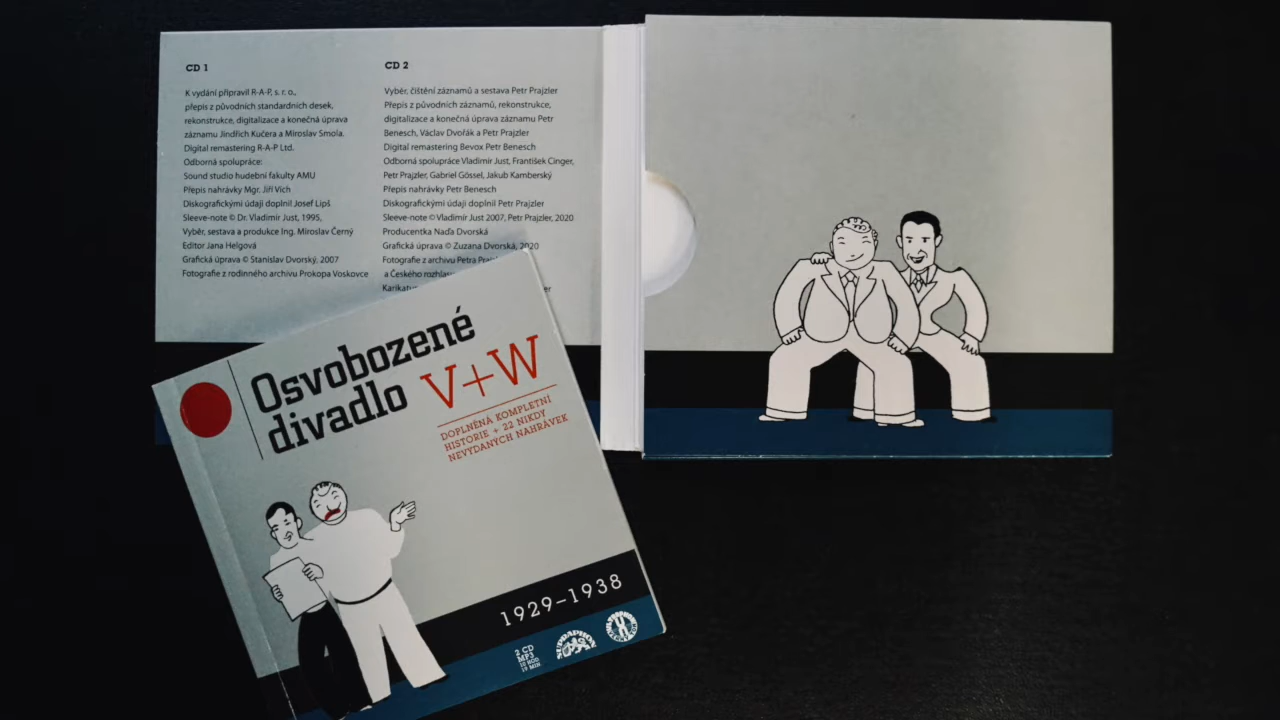 CD 1
K vydání připravil R-A-P, s. r. o.,
přepis z původních standardních desek,
rekonstrukce, digitalizace a konečná úprava
záznamu Jindřich Kučera a Miroslav Smola.
Digital remastering R-A-P Ltd.
Odborná spolupráce:
Sound studio hudební fakulty AMU
Přepis nahrávky Mgr. Jiří Vích
Diskografickými údaji doplnil Josef Lipš
Sleeve-note © Dr. Vladimír Just, 1995,
Výběr, sestava a produkce Ing. Miroslav Černý
Editor Jana Helgová
Grafická úprava © Stanislav Dvorský, 2007
Fotografie z rodinného archivu Prokopa Voskovce
CD 2
Výběr, čištění záznamů a sestava Petr Prajzler
Přepis z původních záznamů, rekonstrukce,
digitalizace a konečná úprava záznamu Petr
Benesch, Václav Dvořák a Petr Prajzler
Digital remastering Bevox Petr Benesch
Odborná spolupráce Vladimír Just, František Cinger,
Petr Prajzler, Gabriel Gössel, Jakub Kamberský
Přepis nahrávky Petr Benesch
Diskografickými údaji doplnil Petr Prajzler
Sleeve-note © Vladimír Just 2007, Petr Prajzler, 2020
Producentka Naďa Dvorská
Grafická úprava © Zuzana Dvorská, 2020
Fotografie z archivu Petra
a Českého
Osvobozené
divadlo V+W
DOPLNĚNÁ KOMPLETNÍ
HISTORIE + 22 NIKDY
NEVYDANÝCH NAHRÁVEK
1929–1938
2 CD
MP3
10 HOD
19 MIN
SUPRAPHON